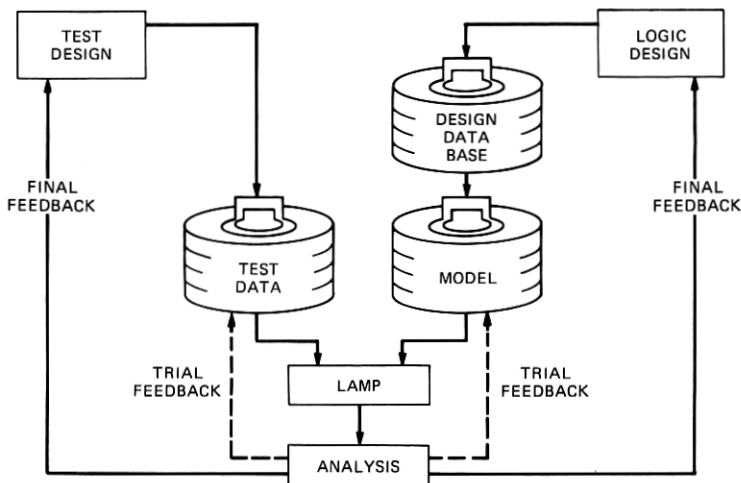 TEST
DESIGN
LOGIC
DESIGN
DESIGN
DATA
BASE
FINAL
FEEDBACK
FINAL
FEEDBACK
TEST
DATA
MODEL
TRIAL
FEEDBACK
LAMP
TRIAL
FEEDBACK
ANALYSIS